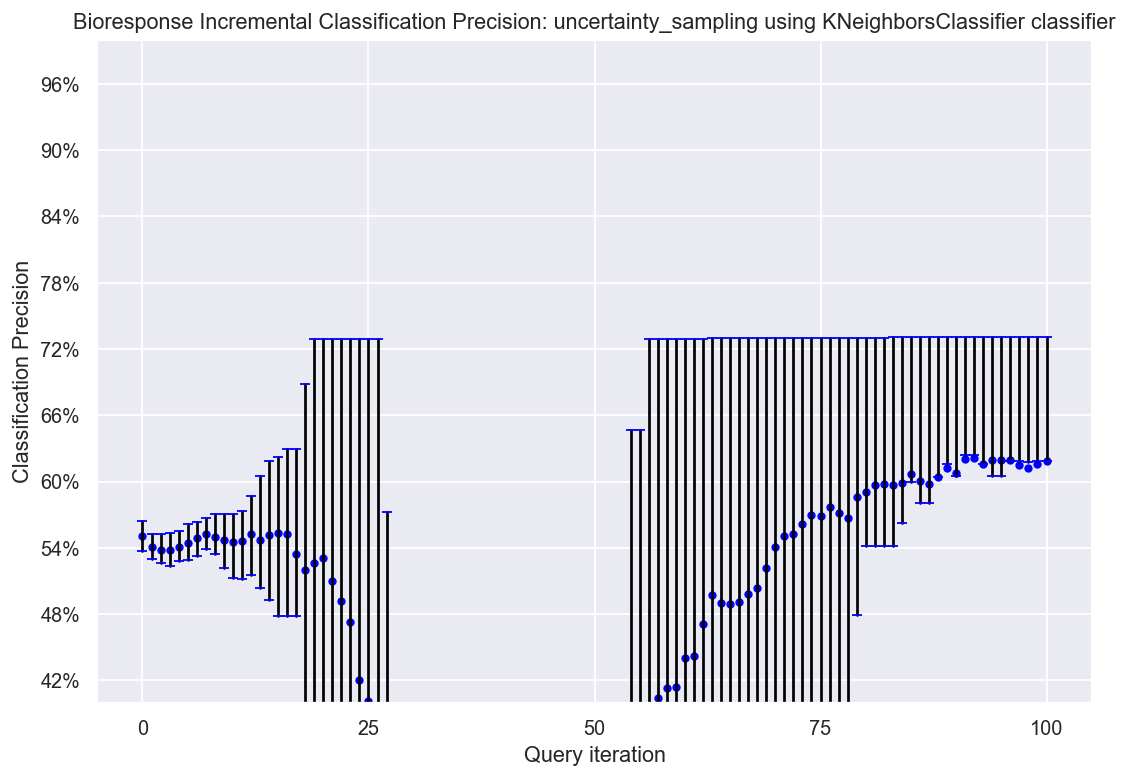 Bioresponse Incremental Classification Precision: uncertainty_sampling using KNeighborsClassifier classifier
96%
90%
84%
78%
72%
66%
60%
54%
48%
42%
Classification Precision
0 25 50 75 100
Query iteration